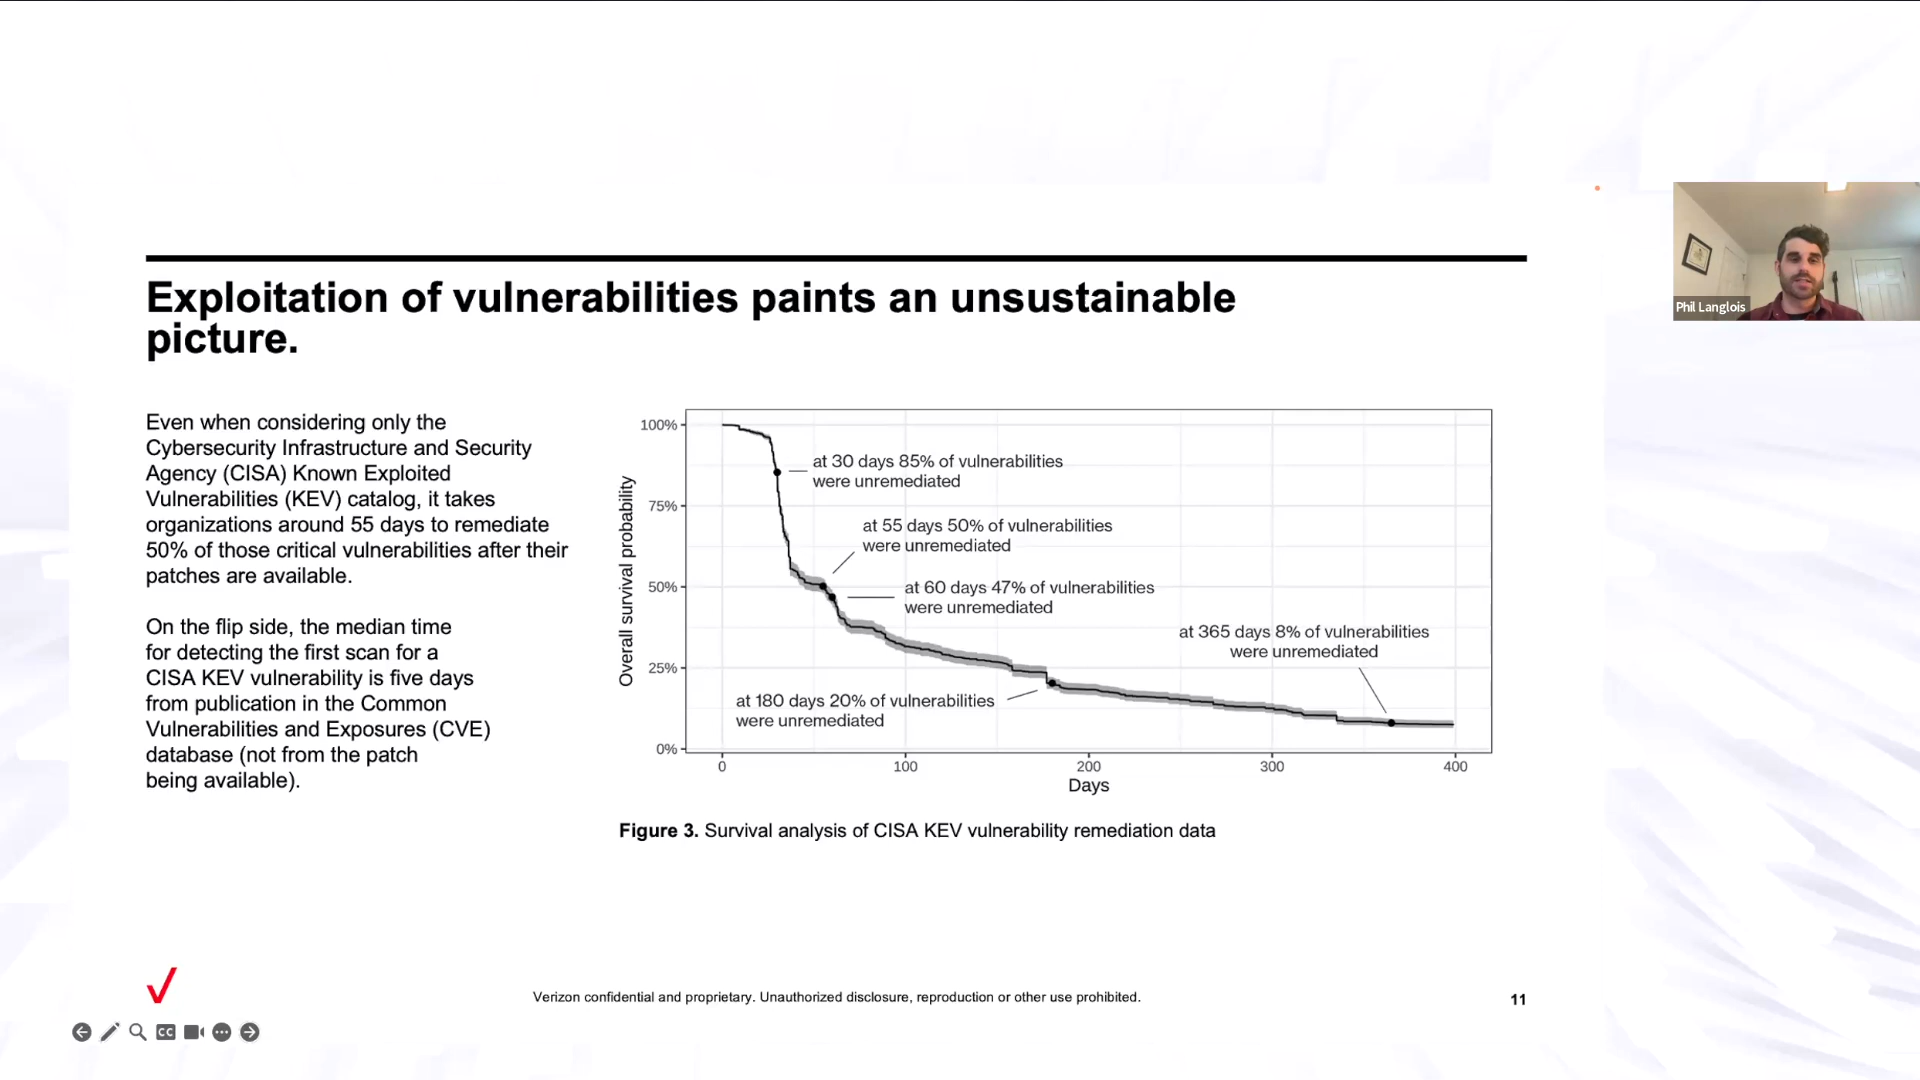 Exploitation of vulnerabilities paints an unsustainable
picture.
Phil Langlois
Even when considering only the
Cybersecurity Infrastructure and Security
Agency (CISA) Known Exploited
Vulnerabilities (KEV) catalog, it takes
organizations around 55 days to remediate
50% of those critical vulnerabilities after their
patches are available.
On the flip side, the median time
for detecting the first scan for a
CISA KEV vulnerability is five days
from publication in the Common
Vulnerabilities and Exposures (CVE)
database (not from the patch
being available).
Overall survival probability
100%
75%
50%
25%
0%
at 30 days 85% of vulnerabilities
were unremediated
at 55 days 50% of vulnerabilities
were unremediated
at 60 days 47% of vulnerabilities
were unremediated
at 365 days 8% of vulnerabilities
were unremediated
at 180 days 20% of vulnerabilities
were unremediated
0 100 200 300 400
Days
Figure 3. Survival analysis of CISA KEV vulnerability remediation data
Verizon confidential and proprietary. Unauthorized disclosure, reproduction or other use prohibited.
11
CC